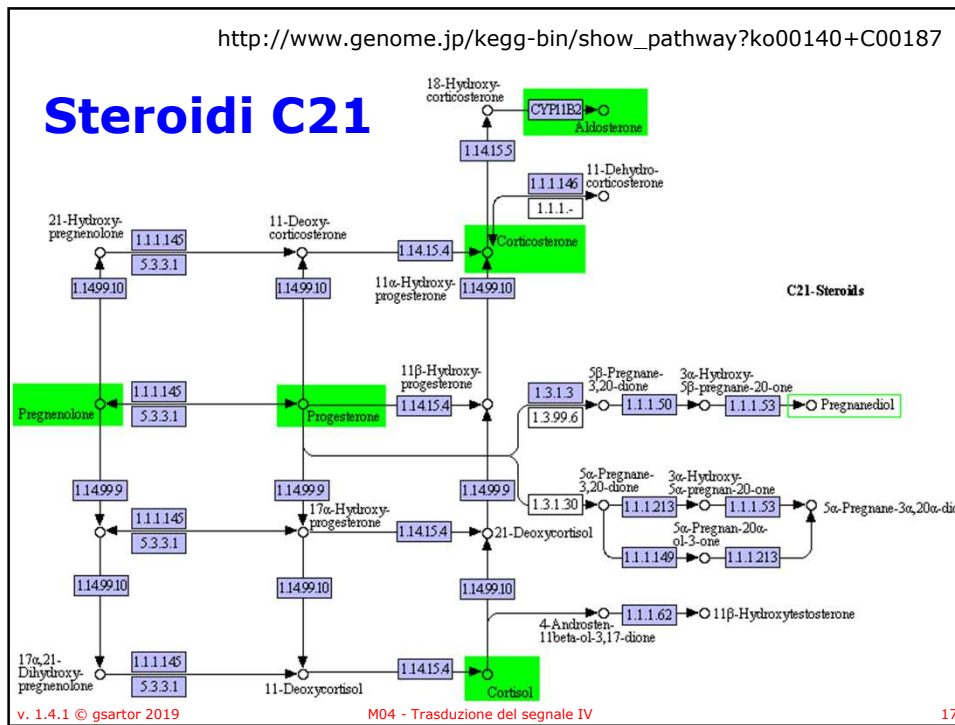 http://www.genome.jp/kegg-bin/show_pathway?ko00140+C00187
Steroidi C21
18-Hydroxy-
corticosterone
CYP11B2
Aldosterone
1.14.15.5
11-Dehydro-
corticosterone
1.1.1.146
1.1.1.-
21-Hydroxy-
pregnenolone
1.1.1.145
5.3.3.1
11-Deoxy-
corticosterone
1.14.15.4
Corticosterone
11α-Hydroxy-
progesterone
1.14.99.10
1.14.99.10
1.14.99.10
C21-Steroids
Pregnenolone
1.1.1.145
5.3.3.1
Progesterone
11β-Hydroxy-
progesterone
1.14.15.4
1.3.1.3
1.3.99.6
5β-Pregnane-
3,20-dione
1.1.1.50
3α-Hydroxy-
5β-pregnane-20-one
1.1.1.53
Pregnanediol
1.14.99.9
1.14.99.9
1.14.99.9
1.3.1.30
5α-Pregnane-
3,20-dione
1.1.1.213
3α-Hydroxy-
5α-pregnan-20-one
1.1.1.53
5α-Pregnane-3α,20α-dio
1.1.1.149
5α-Pregnan-20α-
ol-3-one
1.1.1.213
1.1.1.145
5.3.3.1
17α-Hydroxy-
progesterone
1.14.15.4
21-Deoxycortisol
1.14.99.10
1.14.99.10
1.14.99.10
4-Androsten-
11beta-ol-3,17-dione
1.1.1.62
11β-Hydroxytestosterone
17α,21-
Dihydroxy-
pregnenolone
1.1.1.145
5.3.3.1
11-Deoxycortisol
1.14.15.4
Cortisol
v. 1.4.1 © gsartor 2019
M04 - Trasduzione del segnale IV
17